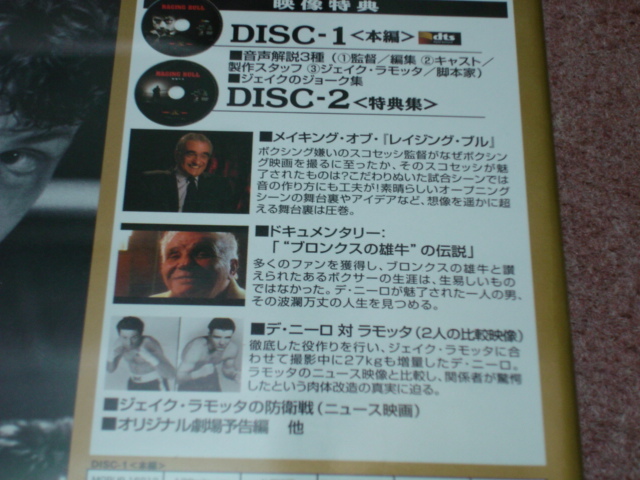 映像特典
RAGING BULL
DISC-1<本編> dts
■音声解説3種(①監督/編集 ②キャスト/
製作スタッフ ③ジェイク・ラモッタ/脚本家)
■ジェイクのジョーク集
RAGING BULL
DISC-2<特典集>
■メイキング・オブ・『レイジング・ブル』
ボクシング嫌いのスコセッシ監督がなぜボクシン
グ映画を撮るに至ったか、そのスコセッシが魅
了されたものは?こだわりぬいた試合シーンでは
音の作り方にも工夫が!素晴らしいオープニング
シーンの舞台裏やアイデアなど、想像を遥かに超
える舞台裏は圧巻。
■ドキュメンタリー:
「“ブロンクスの雄牛”の伝説」
多くのファンを獲得し、ブロンクスの雄牛と讃
えられたあるボクサーの生涯は、生易しいもの
ではなかった。デ・ニーロが魅了された一人の男、
その波瀾万丈の人生を見つめる。
■デ・ニーロ 対 ラモッタ(2人の比較映像)
徹底した役作りを行い、ジェイク・ラモッタに合
わせて撮影中に27kgも増量したデ・ニーロ。
ラモッタのニュース映像と比較し、関係者が驚愕
したという肉体改造の真実に迫る。
■ジェイク・ラモッタの防衛戦(ニュース映画)
■オリジナル劇場予告編 他
DISC-1<本編>